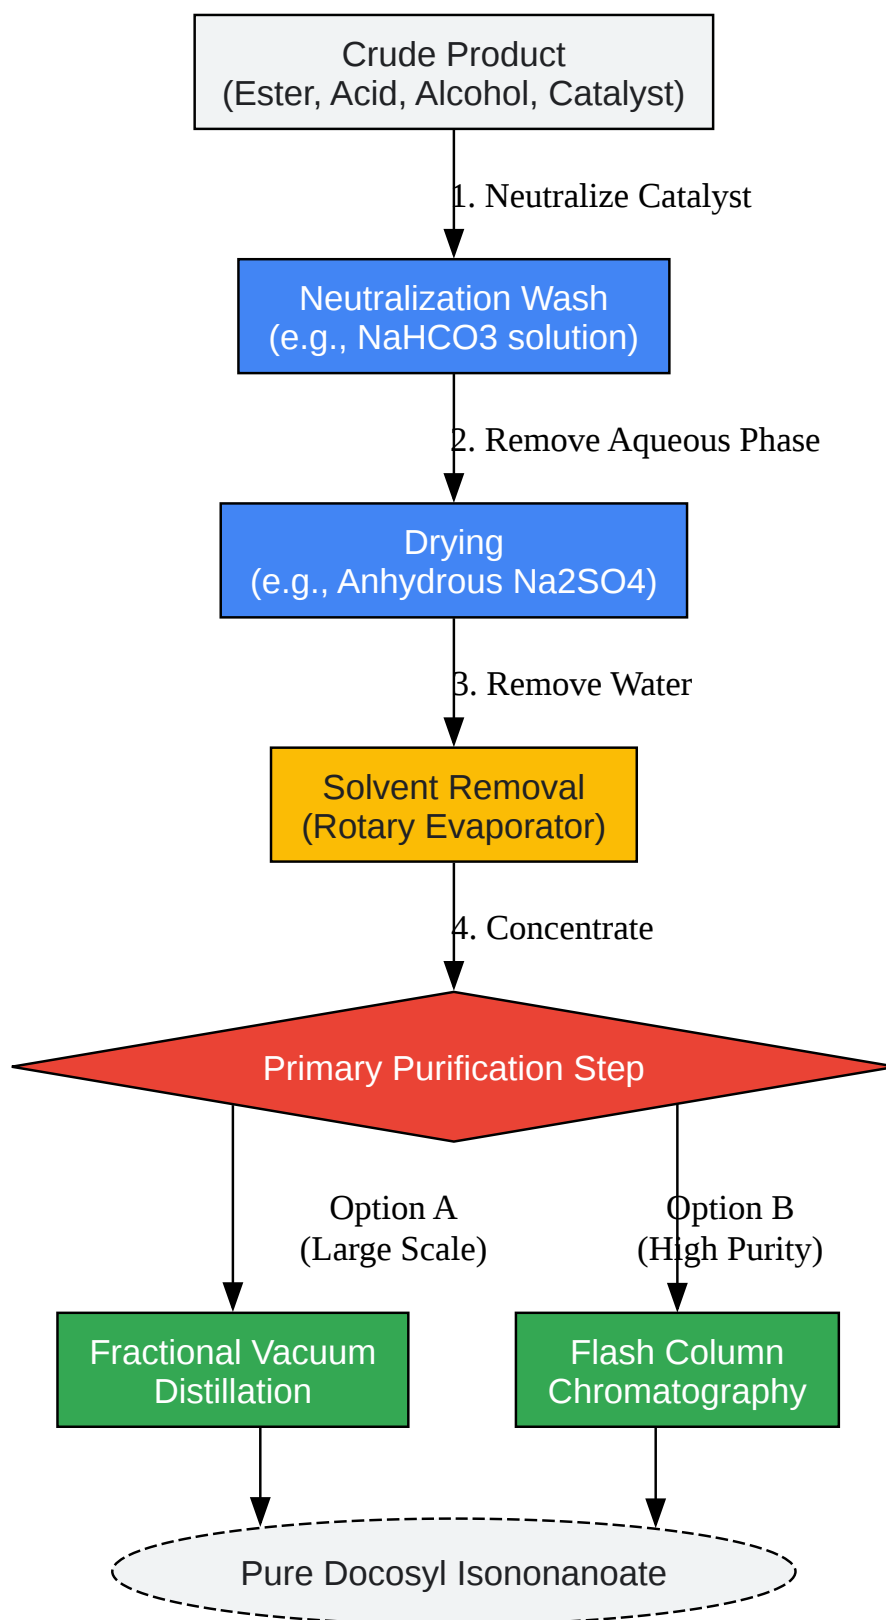 Crude Product
(Ester, Acid, Alcohol, Catalyst)
1. Neutralize Catalyst
Neutralization Wash
(e.g., NaHCO3 solution)
2. Remove Aqueous Phase
Drying
(e.g., Anhydrous Na2SO4)
3. Remove Water
Solvent Removal
(Rotary Evaporator)
4. Concentrate
Primary Purification Step
Option A
(Large Scale)
Option B
(High Purity)
Fractional Vacuum
Distillation
Flash Column
Chromatography
Pure Docosyl Isononanoate